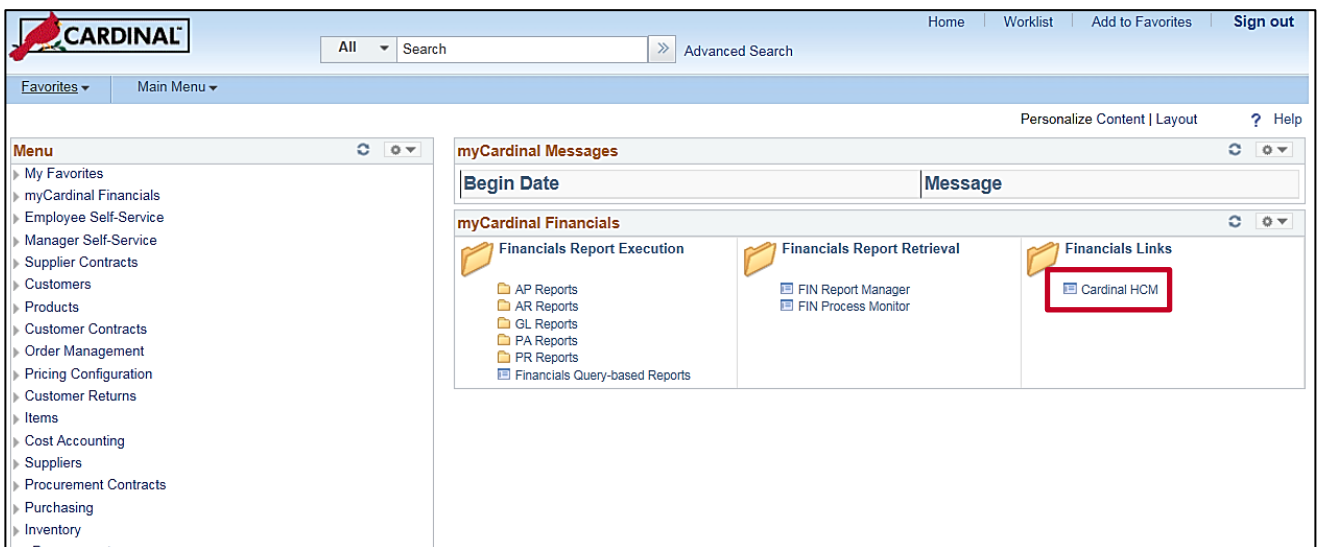 CARDINAL™
Home Worklist Add to Favorites Sign out
All Search Advanced Search
Favorites Main Menu
Personalize Content | Layout ? Help
Menu
My Favorites
myCardinal Financials
Employee Self-Service
Manager Self-Service
Supplier Contracts
Customers
Products
Customer Contracts
Order Management
Pricing Configuration
Customer Returns
Items
Cost Accounting
Suppliers
Procurement Contracts
Purchasing
Inventory
myCardinal Messages
Begin Date Message
myCardinal Financials
Financials Report Execution
AP Reports
AR Reports
GL Reports
PA Reports
PR Reports
Financials Query-based Reports
Financials Report Retrieval
FIN Report Manager
FIN Process Monitor
Financials Links
Cardinal HCM